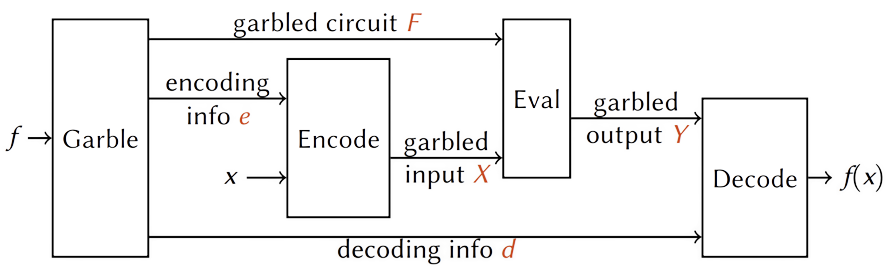 garbled circuit F
encoding
info e
f
Garble
Encode
x
garbled
input X
Eval
garbled
output Y
Decode
f(x)
decoding info d